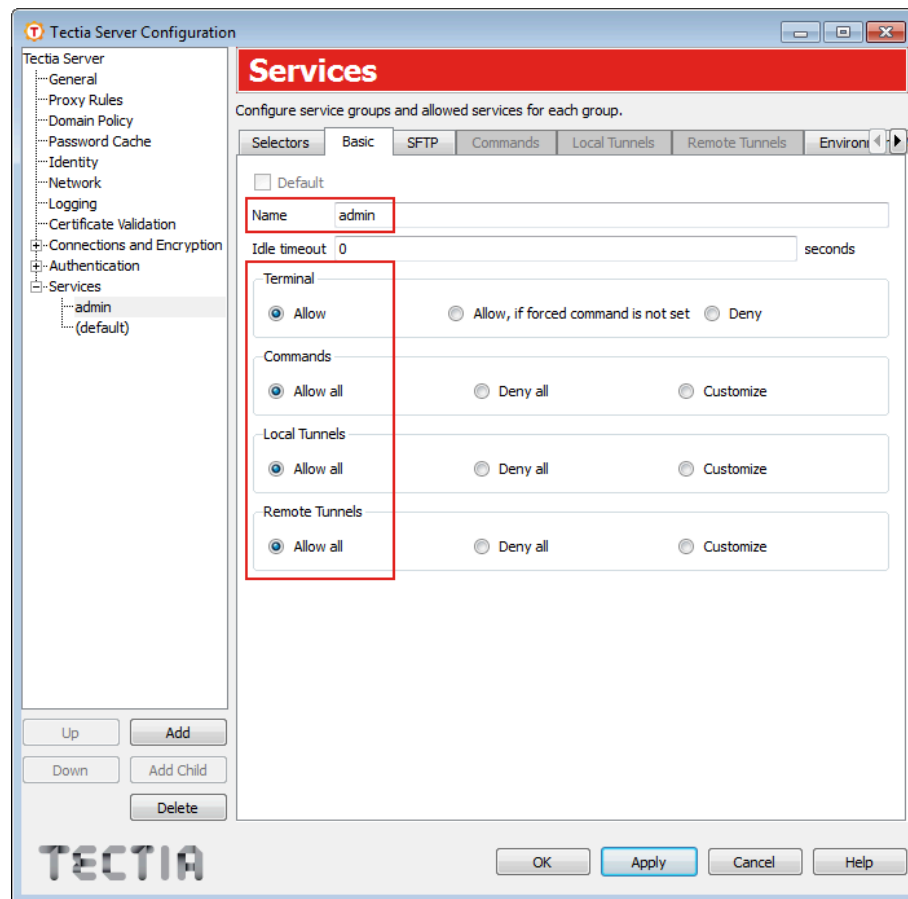 Tectia Server Configuration
Tectia Server
General
Proxy Rules
Domain Policy
Password Cache
Identity
Network
Logging
Certificate Validation
Connections and Encryption
Authentication
Services
admin
(default)
Up Add
Down Add Child
Delete
TECTIA
Services
Configure service groups and allowed services for each group.
Selectors Basic SFTP Commands Local Tunnels Remote Tunnels
Default
Name admin
Idle timeout 0 seconds
Terminal
Allow Allow, if forced command is not set Deny
Commands
Allow all Deny all Customize
Local Tunnels
Allow all Deny all Customize
Remote Tunnels
Allow all Deny all Customize
OK Apply Cancel Help